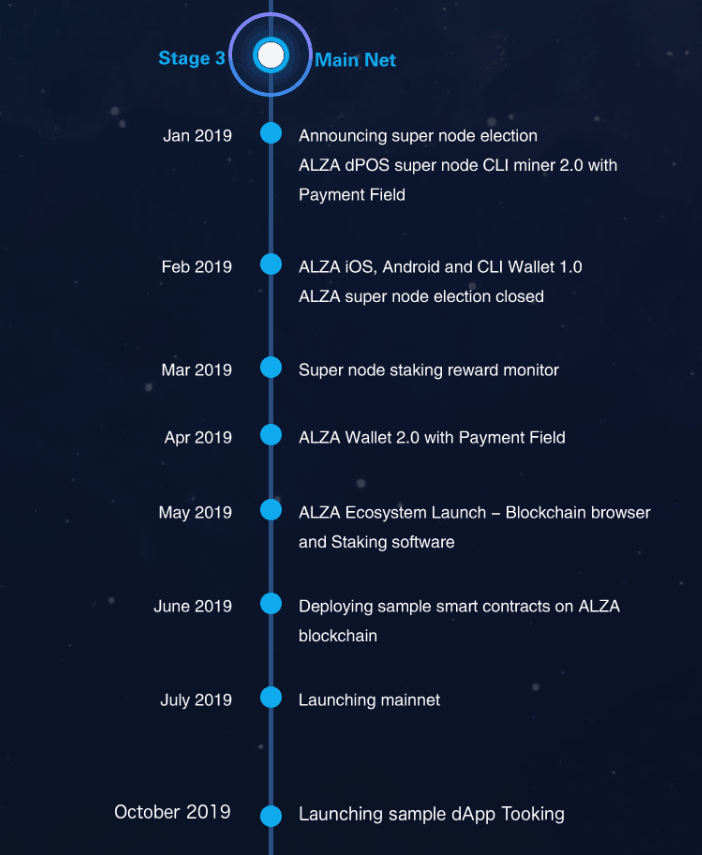 Stage 3 Main Net
Jan 2019 Announcing super node election
ALZA dPOS super node CLI miner 2.0 with
Payment Field
Feb 2019 ALZA iOS, Android and CLI Wallet 1.0
ALZA super node election closed
Mar 2019 Super node staking reward monitor
Apr 2019 ALZA Wallet 2.0 with Payment Field
May 2019 ALZA Ecosystem Launch – Blockchain browser
and Staking software
June 2019 Deploying sample smart contracts on ALZA
blockchain
July 2019 Launching mainnet
October 2019 Launching sample dApp Tooking